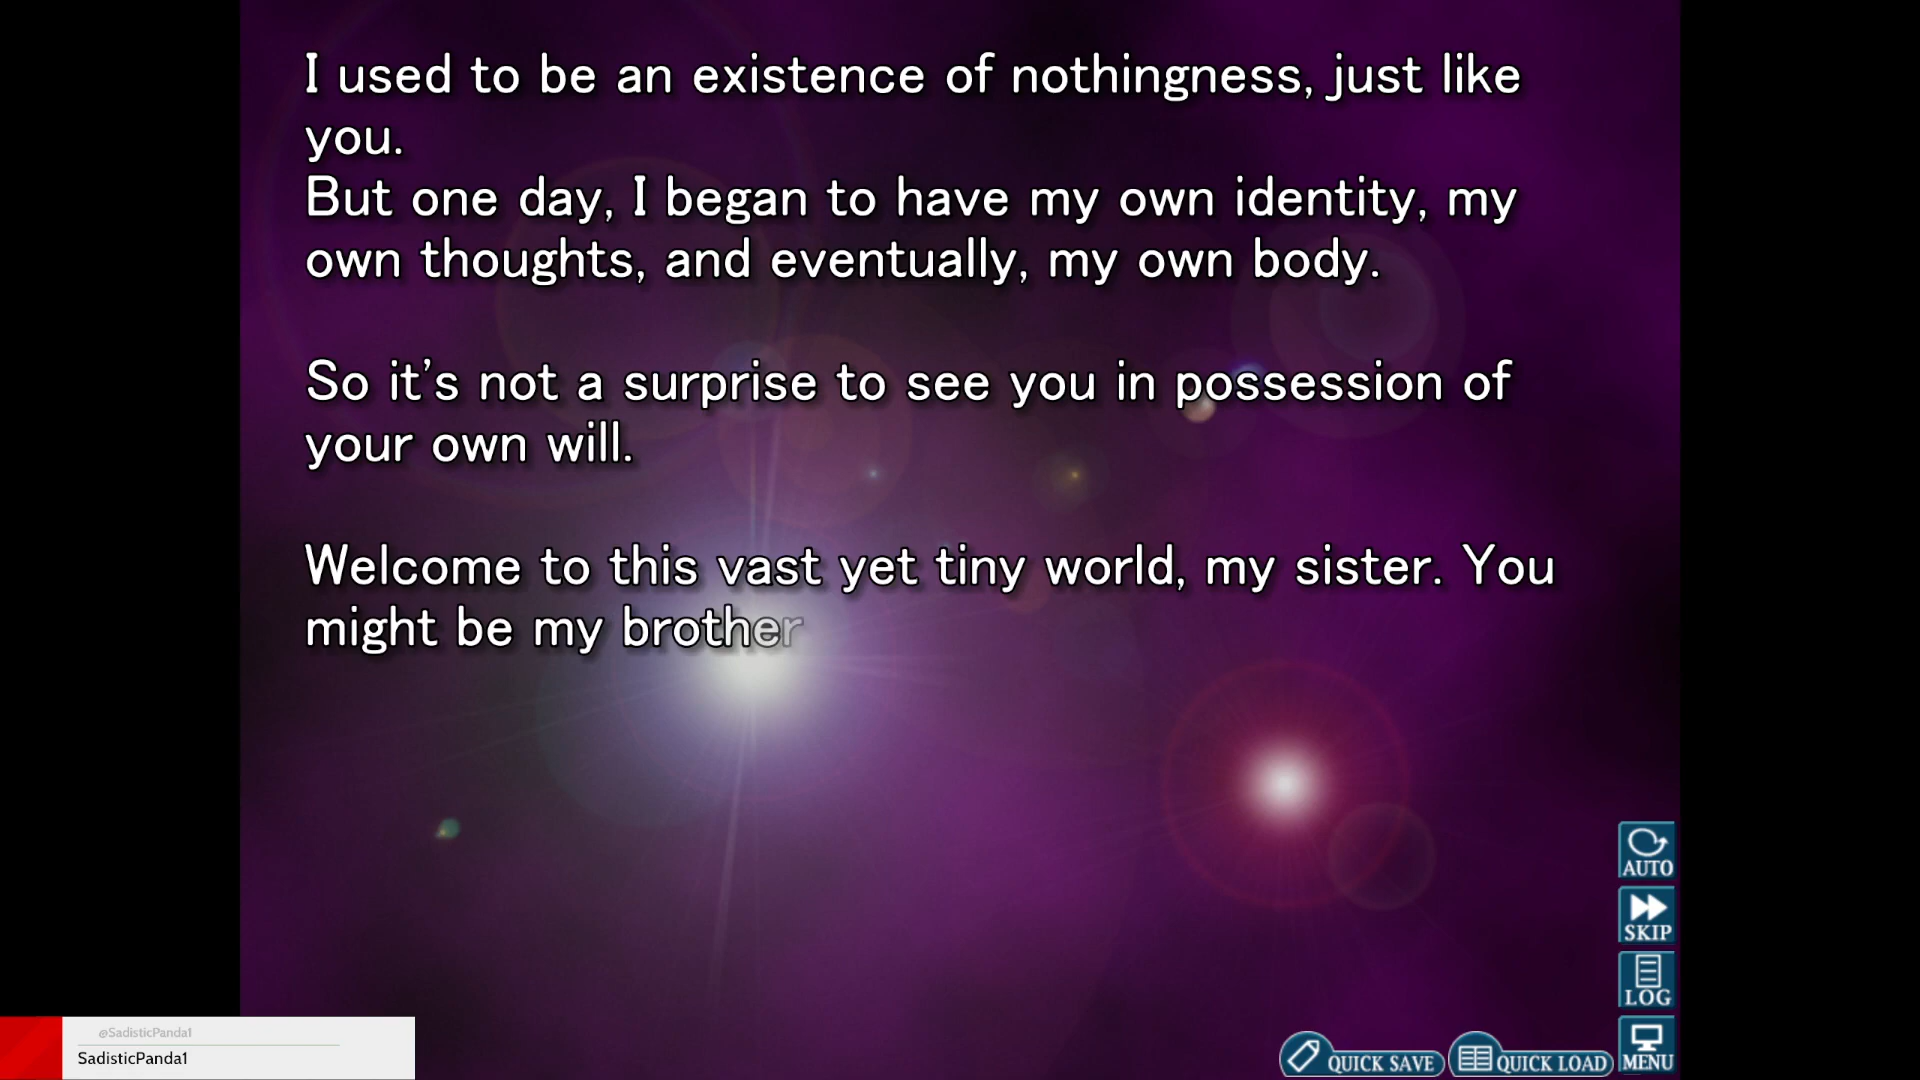 I used to be an existence of nothingness, just like
you.
But one day, I began to have my own identity, my
own thoughts, and eventually, my own body.
So it's not a surprise to see you in possession of
your own will.
Welcome to this vast yet tiny world, my sister. You
might be my brother
AUTO
SKIP
LOG
MENU
QUICK SAVE
QUICK LOAD
@SadisticPanda1
SadisticPanda1